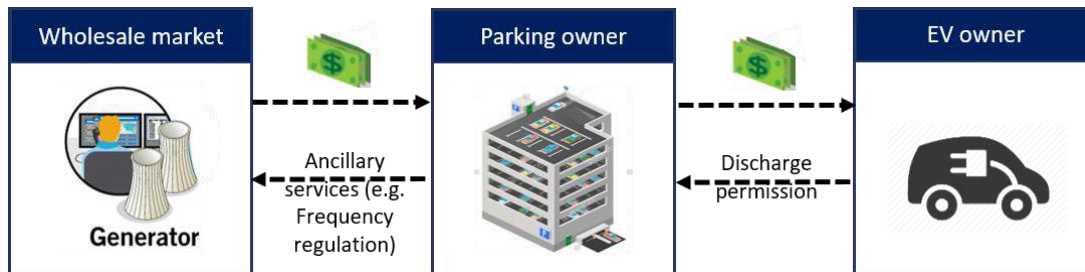 Wholesale market
Parking owner
EV owner
Ancillary
services (e.g.
Frequency
regulation)
Discharge
permission
Generator